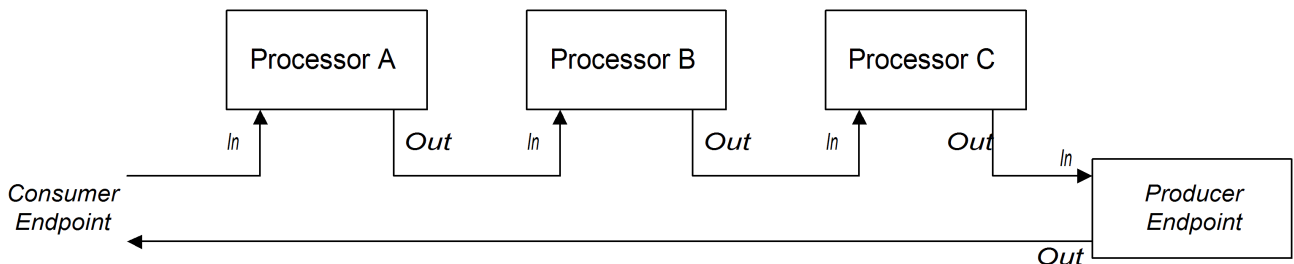 Processor A
Processor B
Processor C
In
Out
In
Out
In
Out
In
Consumer
Endpoint
Producer
Endpoint
Out